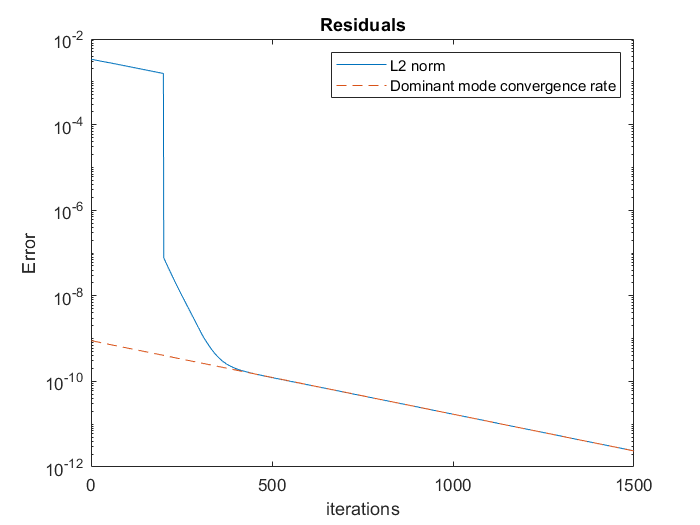 Residuals
L2 norm
Dominant mode convergence rate
Error
10-2
10-4
10-6
10-8
10-10
10-12
0
500
1000
1500
iterations